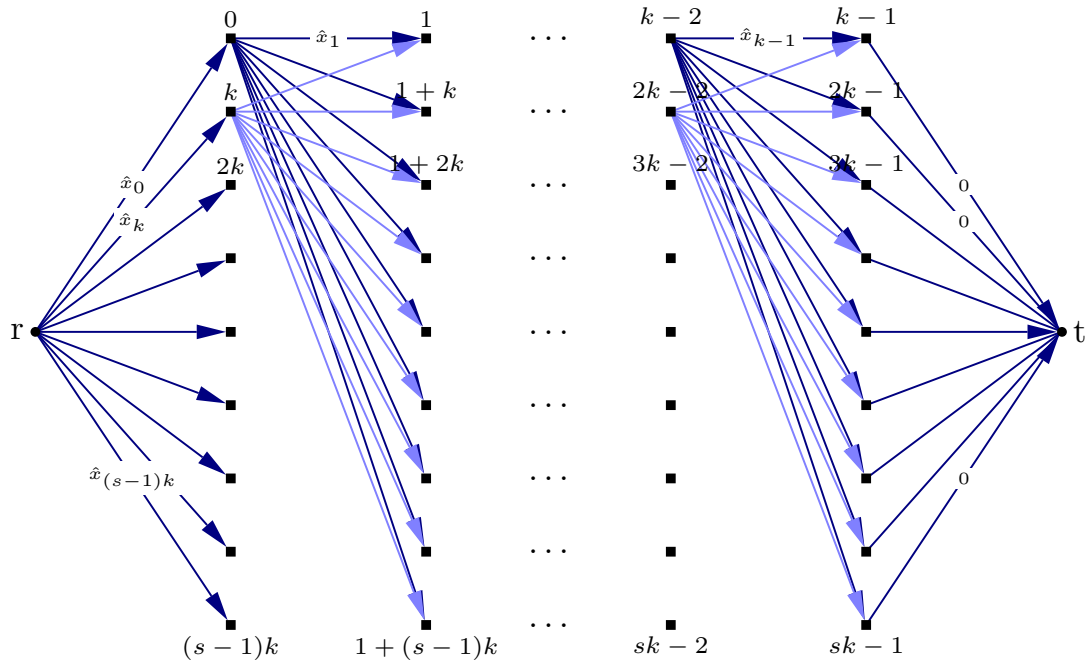 0 1 k − 2 k − 1
x̂₁ ··· x̂ₖ₋₁
k 1 + k ··· 2k − 2 2k − 1
2k 1 + 2k ··· 3k − 2 3k − 1
x̂₀ 0
x̂ₖ 0
···
r ··· t
···
x̂₍ₛ₋₁₎ₖ ··· 0
···
···
(s − 1)k 1 + (s − 1)k sk − 2 sk − 1